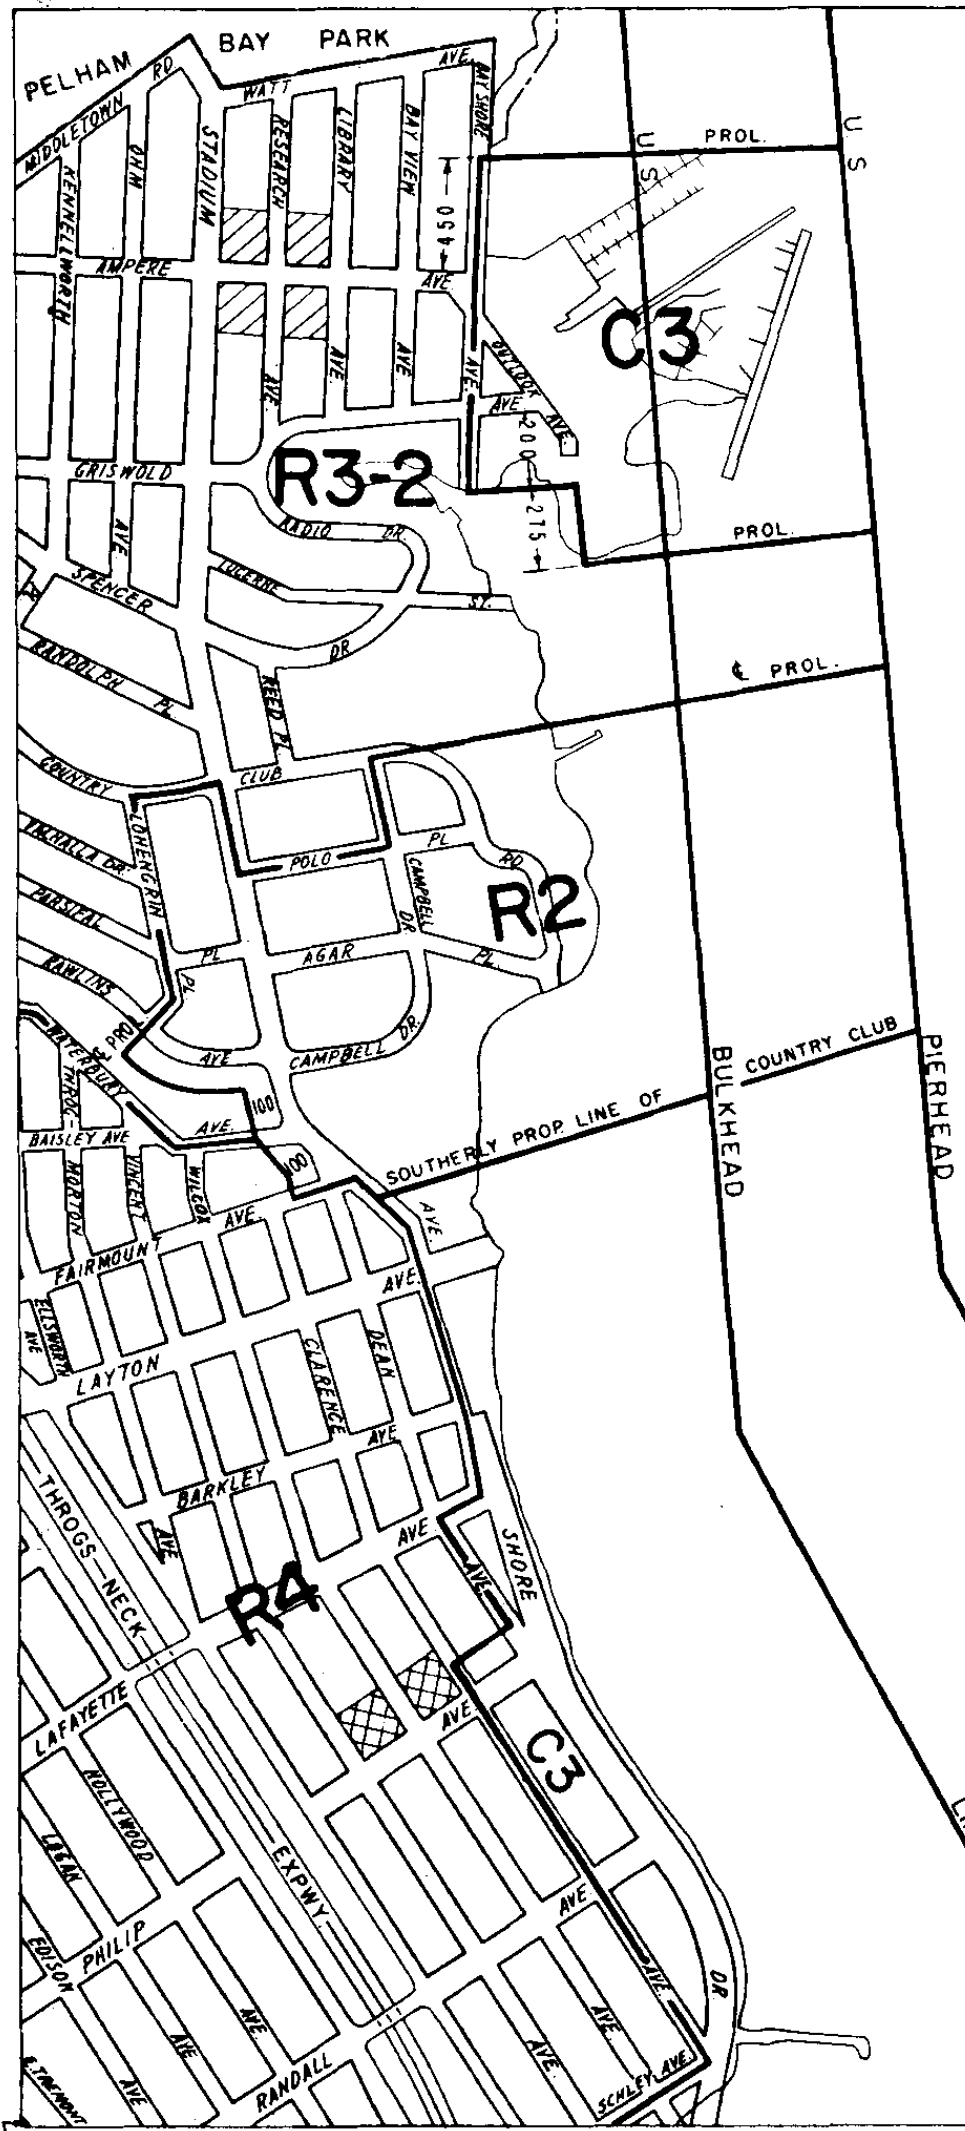 PELHAM BAY PARK
MIDDLETOWN RD.
WATT AVE.
BAY SHORE
KENNELLWORTH
OHM
STADIUM
RESEARCH
LIBRARY
BAY VIEW
450
PROL.
U S
U S
AMPERE AVE.
C3
AVE.
AVE.
AVE.
AVE.
OUTLOOK AVE.
AVE.
200
275
GRISWOLD
R3-2
AVE
RADIO DR.
PROL.
SPENCER
LUCERNE ST.
DR
RANDOLPH PL
REED PL
℄ PROL.
COUNTRY CLUB RD
LOHENGRIN PL
VALHALLA DR.
POLO PL
CAMPBELL DR
R2
PARSIFAL PL
AGAR PL.
RAWLINS AVE
℄ PROL
WATERBURY AVE.
CAMPBELL DR.
100
100
THROG-
MORTON
BAISLEY AVE
VINCENT
WILCOX
SOUTHERLY PROP. LINE OF COUNTRY CLUB
BULKHEAD
PIERHEAD
AVE.
FAIRMOUNT AVE.
ELLSWORTH
AVE
LAYTON AVE.
CLARENCE
DEAN
BARKLEY AVE
AVE
THROGS NECK EXPWY.
R4
AVE
AVE
SHORE DR
LAFAYETTE AVE
C3
HOLLYWOOD
LOGAN
EDISON
PHILIP AVE
AVE.
AVE
AVE
AVE
AVE.
AVE
E. TREMONT
RANDALL
SCHLEY AVE.